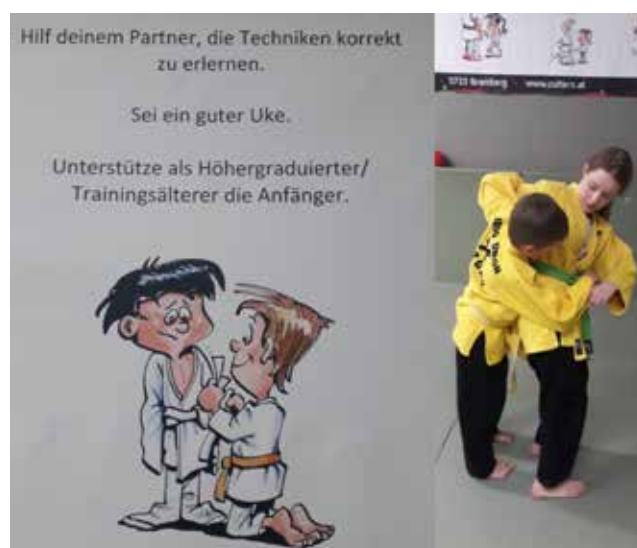 Hilf deinem Partner, die Techniken korrekt
zu erlernen.
Sei ein guter Uke.
Unterstütze als Höhergraduierter/
Trainingsälterer die Anfänger.